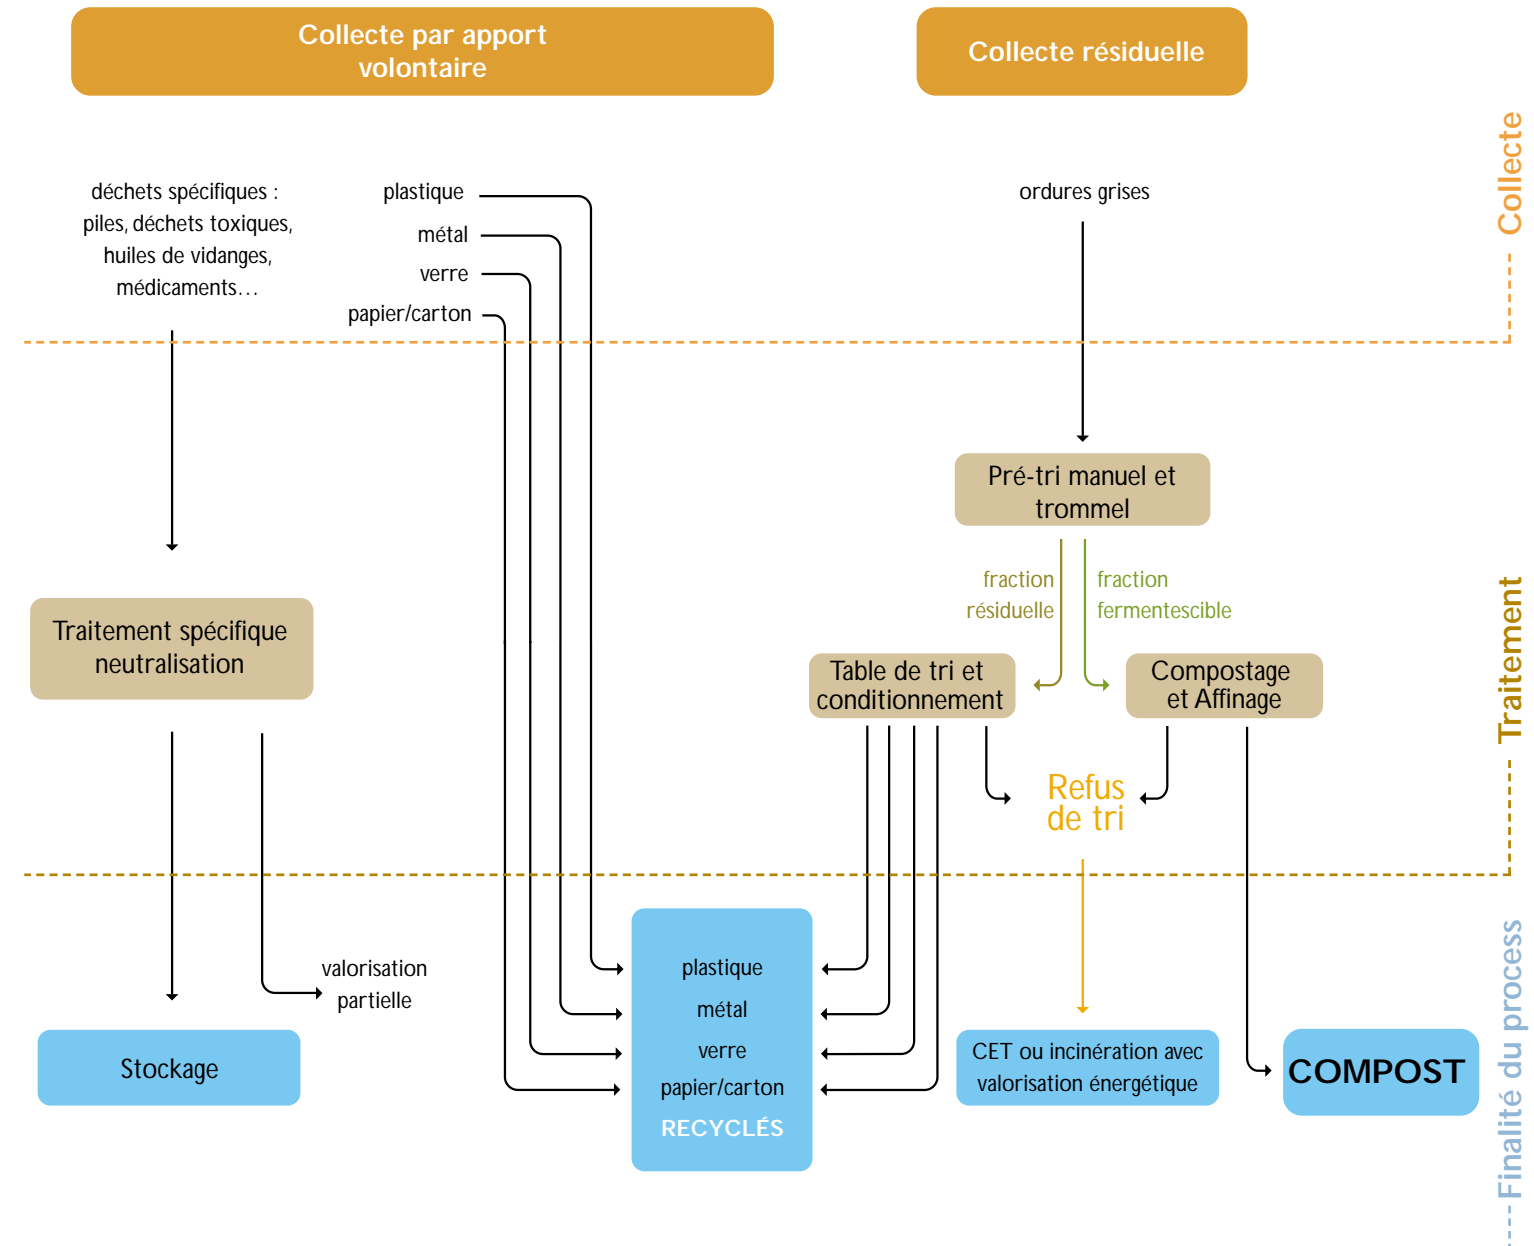 Collecte par apport
volontaire
Collecte résiduelle
Collecte
déchets spécifiques :
piles, déchets toxiques,
huiles de vidanges,
médicaments…
plastique
métal
verre
papier/carton
ordures grises
Pré-tri manuel et
trommel
fraction
résiduelle
fraction
fermentescible
Traitement
Traitement spécifique
neutralisation
Table de tri et
conditionnement
Compostage
et Affinage
Refus
de tri
Finalité du process
valorisation
partielle
Stockage
plastique
métal
verre
papier/carton
RECYCLÉS
CET ou incinération avec
valorisation énergétique
COMPOST